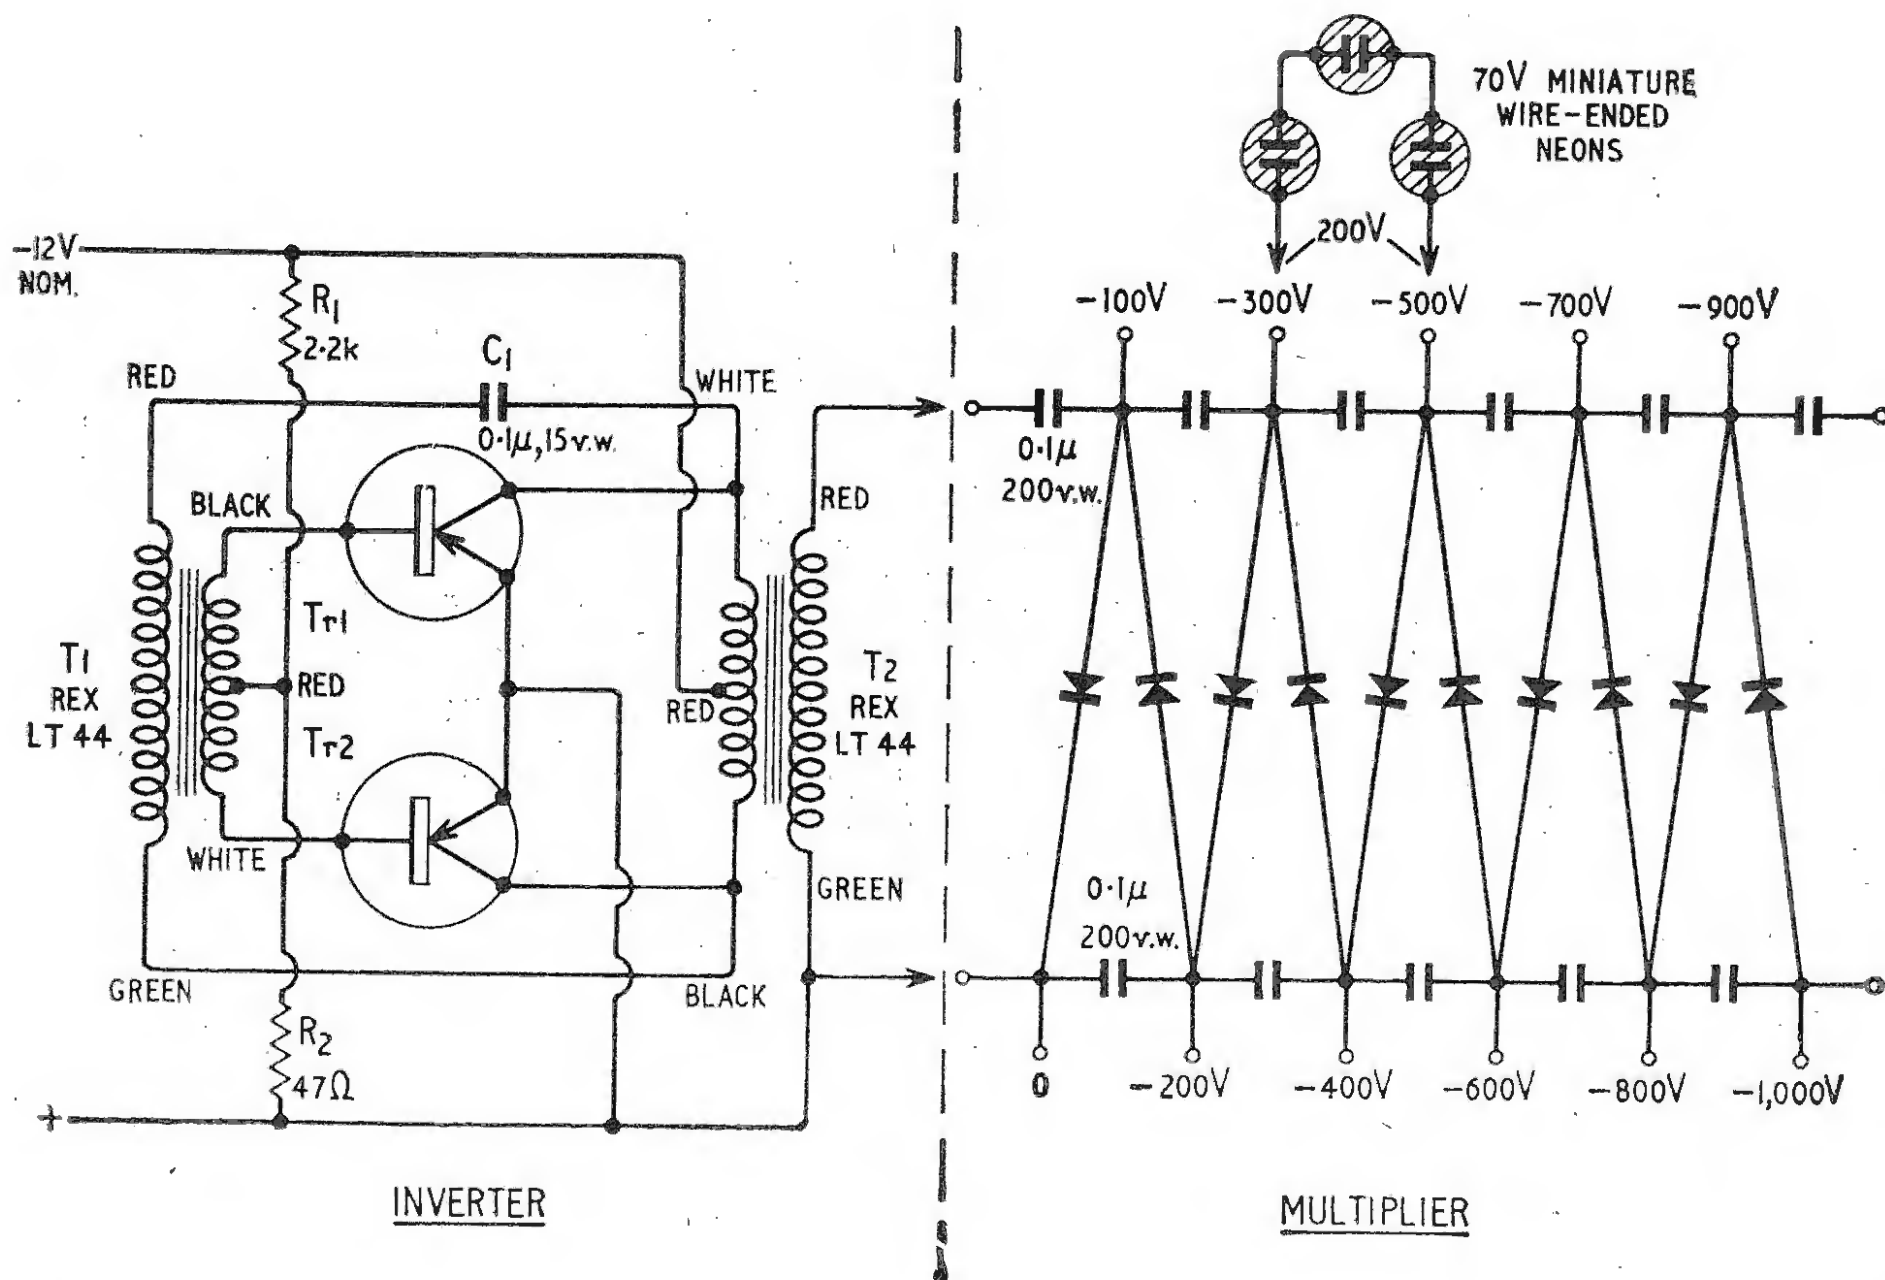 70V MINIATURE
WIRE-ENDED
NEONS
200V
-12V
NOM.
R1
2·2k
C1
0·1µ, 15v.w.
RED
WHITE
BLACK
RED
T1
REX
LT 44
Tr1
RED
Tr2
WHITE
GREEN
R2
47Ω
+
RED
T2
REX
LT 44
GREEN
BLACK
INVERTER
-100V
-300V
-500V
-700V
-900V
0·1µ
200v.w.
0·1µ
200v.w.
0
-200V
-400V
-600V
-800V
-1,000V
MULTIPLIER